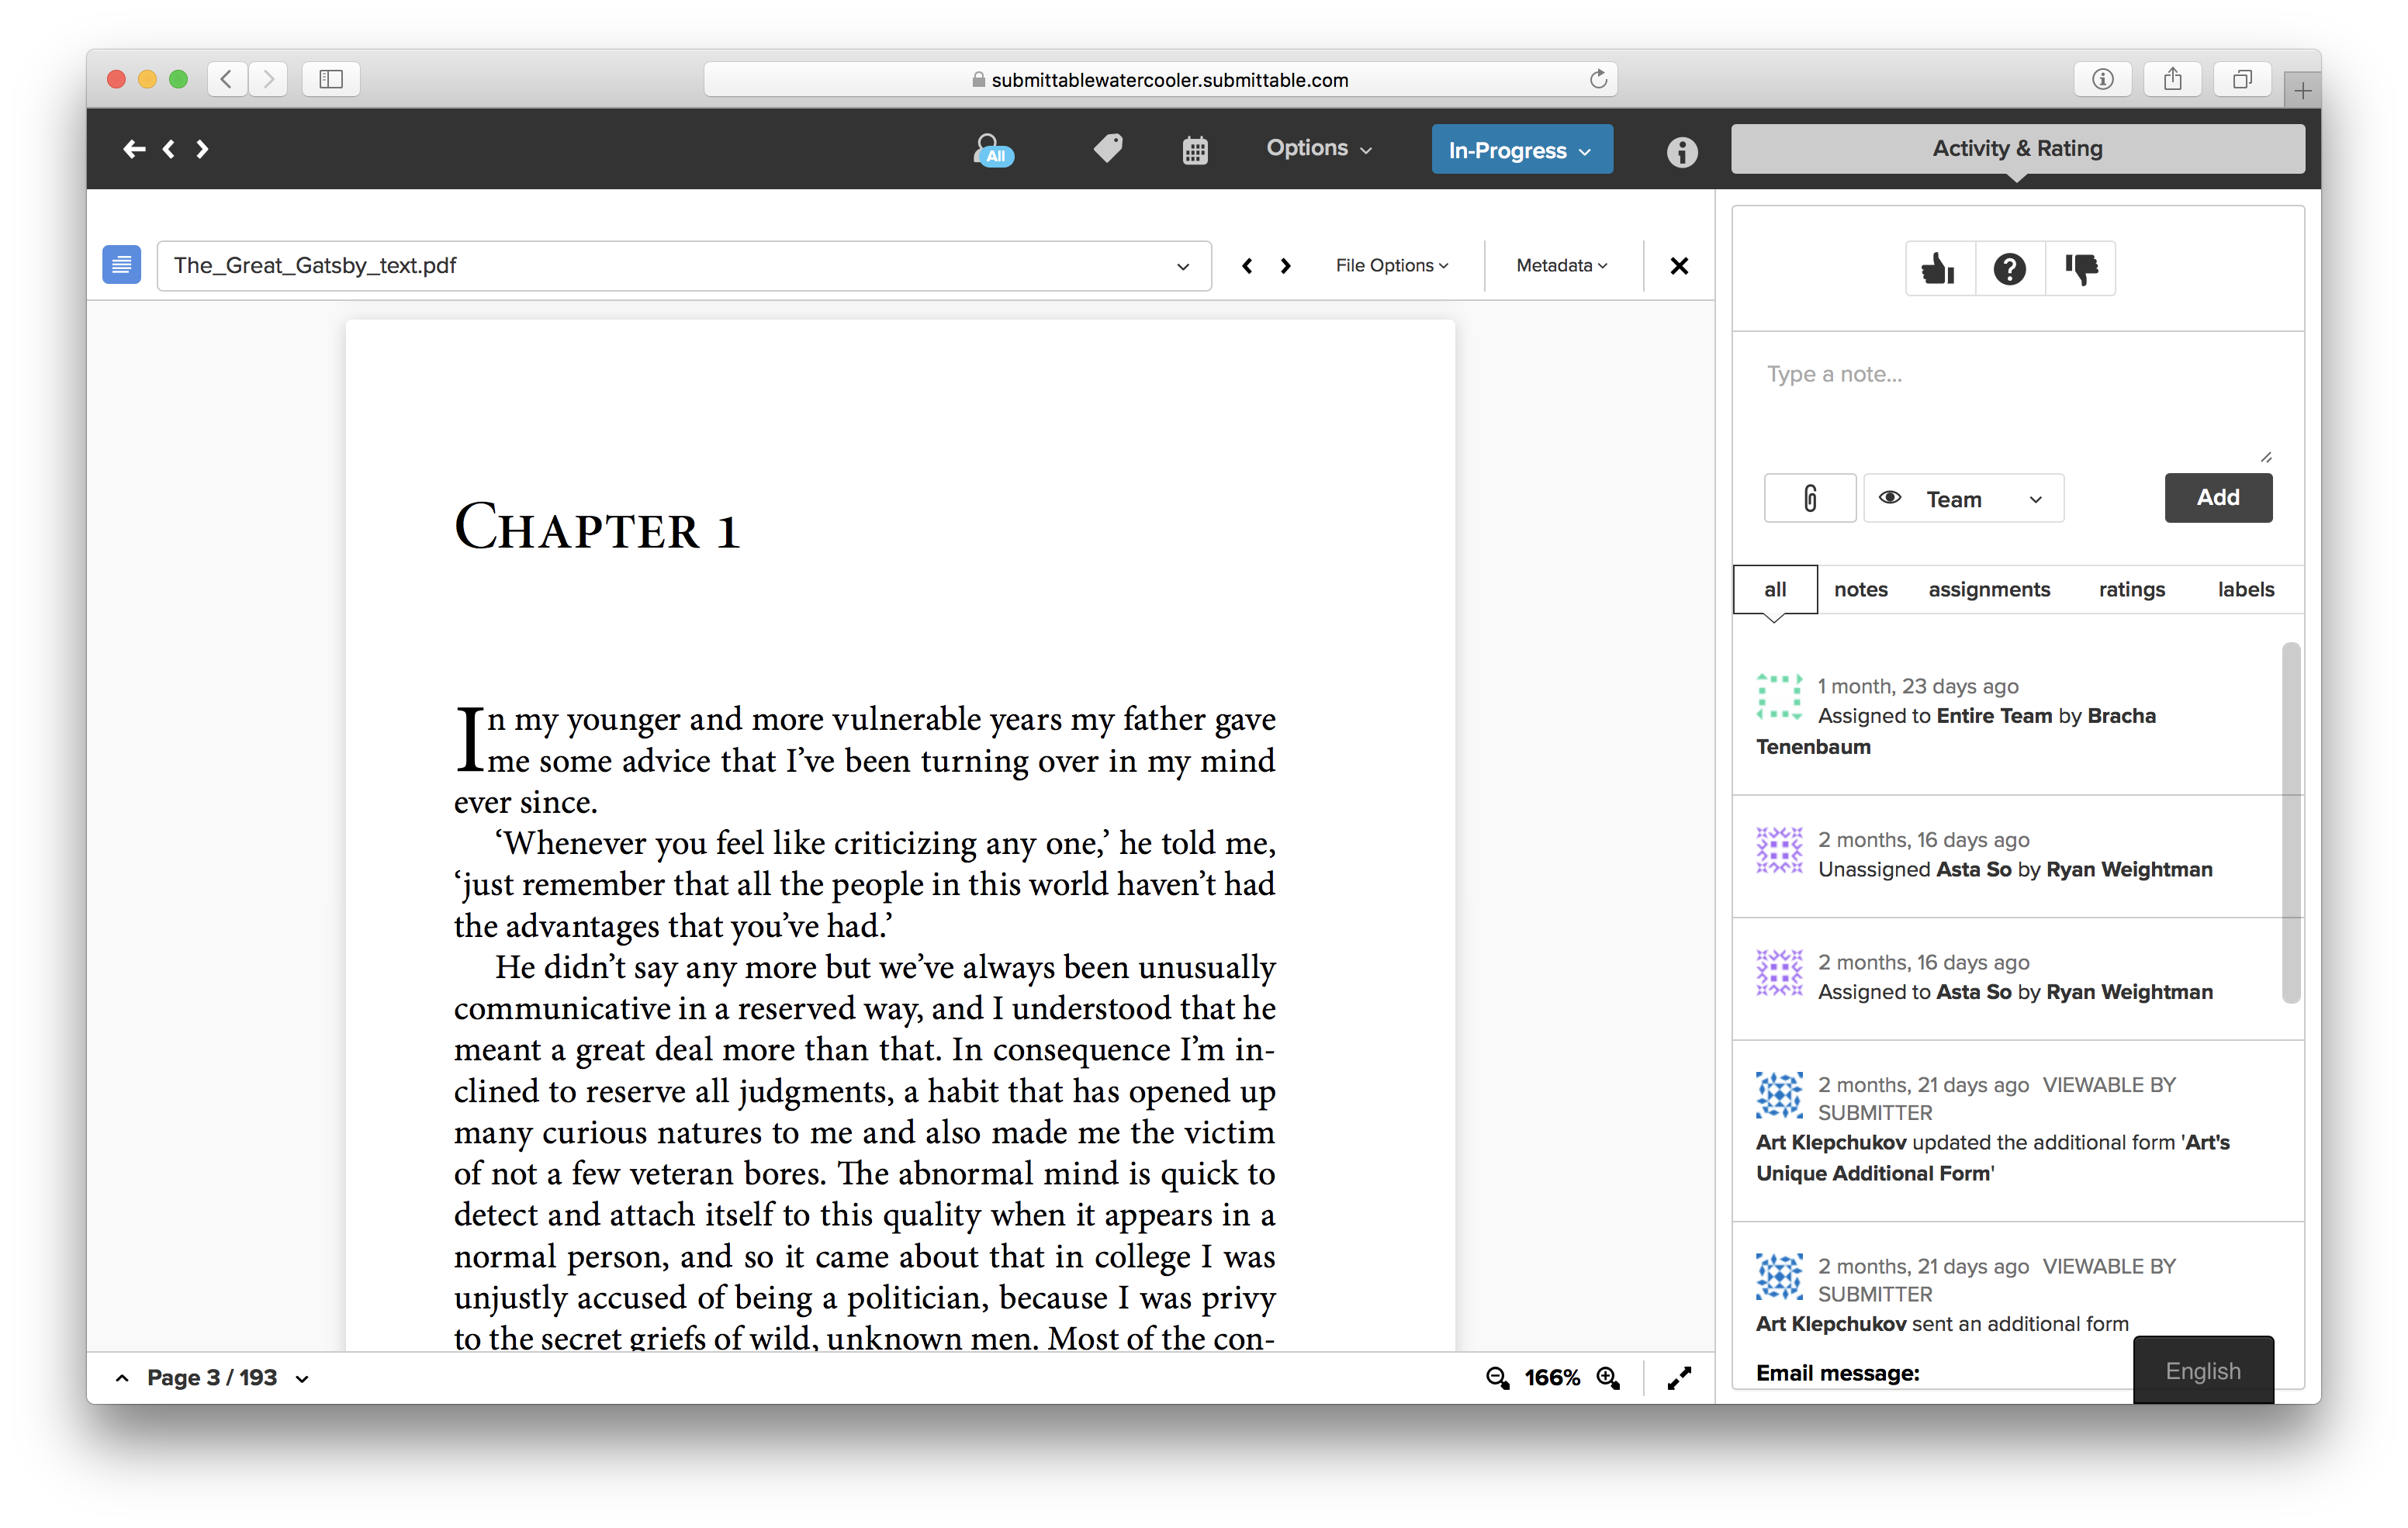 submittablewatercooler.submittable.com
All
Options
In-Progress
Activity & Rating
The_Great_Gatsby_text.pdf
File Options
Metadata
CHAPTER 1
In my younger and more vulnerable years my father gave
me some advice that I’ve been turning over in my mind
ever since.
‘Whenever you feel like criticizing any one,’ he told me,
‘just remember that all the people in this world haven’t had
the advantages that you’ve had.’
He didn’t say any more but we’ve always been unusually
communicative in a reserved way, and I understood that he
meant a great deal more than that. In consequence I’m in-
clined to reserve all judgments, a habit that has opened up
many curious natures to me and also made me the victim
of not a few veteran bores. The abnormal mind is quick to
detect and attach itself to this quality when it appears in a
normal person, and so it came about that in college I was
unjustly accused of being a politician, because I was privy
to the secret griefs of wild, unknown men. Most of the con-
Page 3 / 193
166%
Type a note...
Team
Add
all
notes
assignments
ratings
labels
1 month, 23 days ago
Assigned to Entire Team by Bracha
Tenenbaum
2 months, 16 days ago
Unassigned Asta So by Ryan Weightman
2 months, 16 days ago
Assigned to Asta So by Ryan Weightman
2 months, 21 days ago VIEWABLE BY
SUBMITTER
Art Klepchukov updated the additional form 'Art's
Unique Additional Form'
2 months, 21 days ago VIEWABLE BY
SUBMITTER
Art Klepchukov sent an additional form
Email message:
English